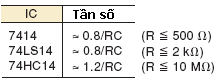 IC Tần số
7414 ≈ 0.8/RC (R ≦ 500 Ω)
74LS14 ≈ 0.8/RC (R ≦ 2 kΩ)
74HC14 ≈ 1.2/RC (R ≦ 10 MΩ)